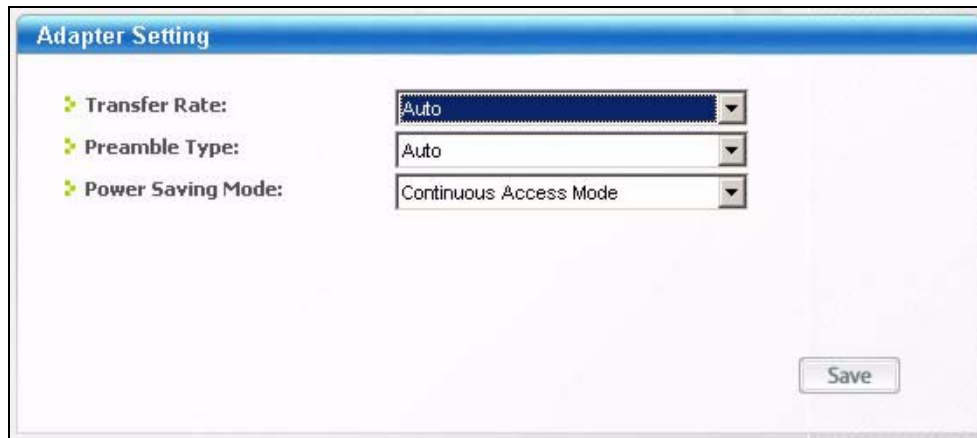 Adapter Setting
Transfer Rate: Auto
Preamble Type: Auto
Power Saving Mode: Continuous Access Mode
Save